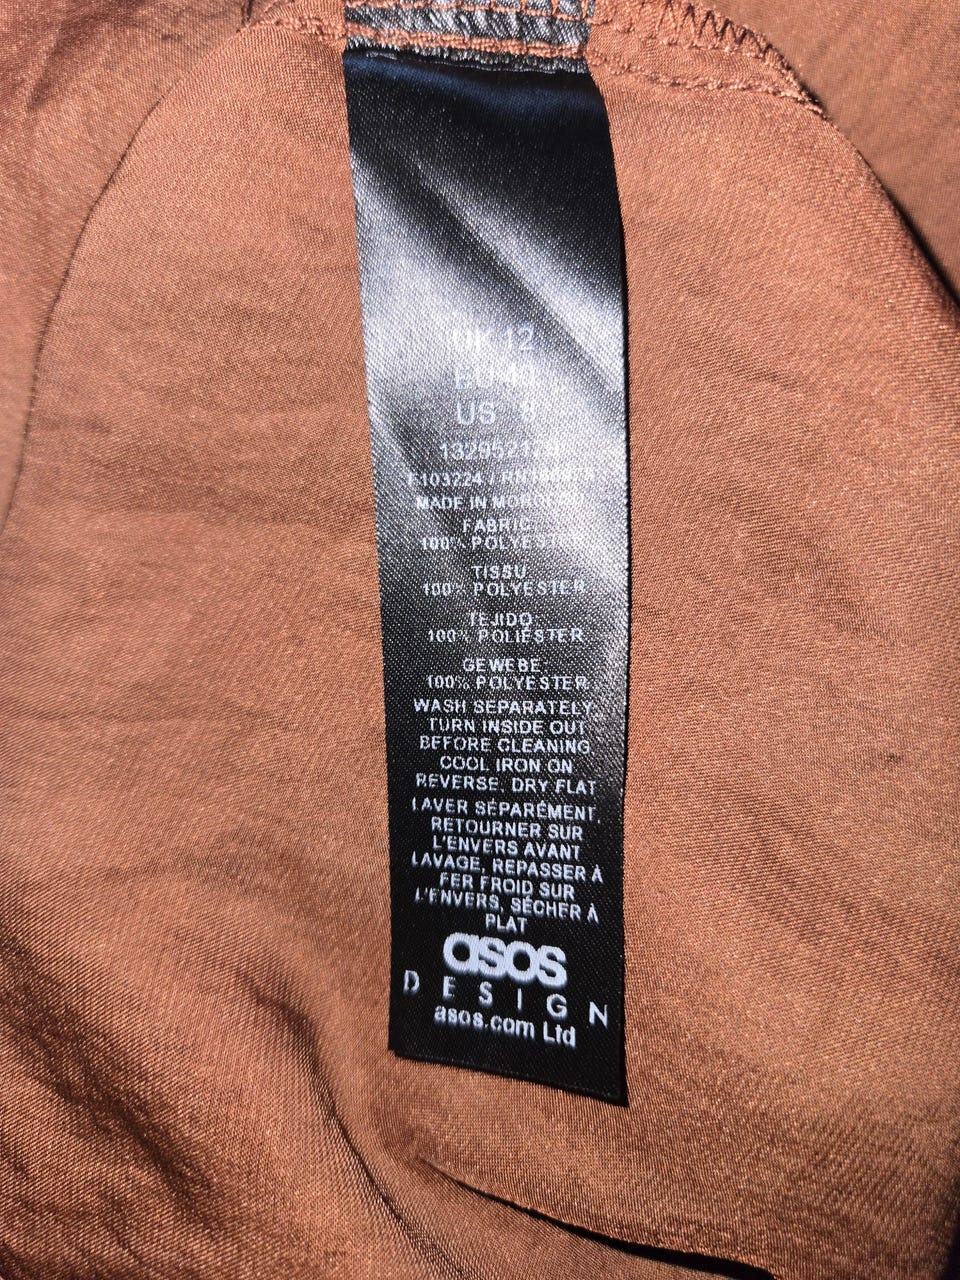 UK 12
EU 40
US 8
MADE IN
FABRIC:
100% POLYESTER
TISSU
100% POLYESTER
TEJIDO:
100% POLIÉSTER
GEWEBE:
100% POLYESTER
WASH SEPARATELY,
TURN INSIDE OUT
BEFORE CLEANING,
COOL IRON ON
REVERSE, DRY FLAT
LAVER SÉPARÉMENT,
RETOURNER SUR
L'ENVERS AVANT
LAVAGE, REPASSER À
FER FROID SUR
L'ENVERS, SÉCHER À
PLAT
asos
DESIGN
asos.com Ltd